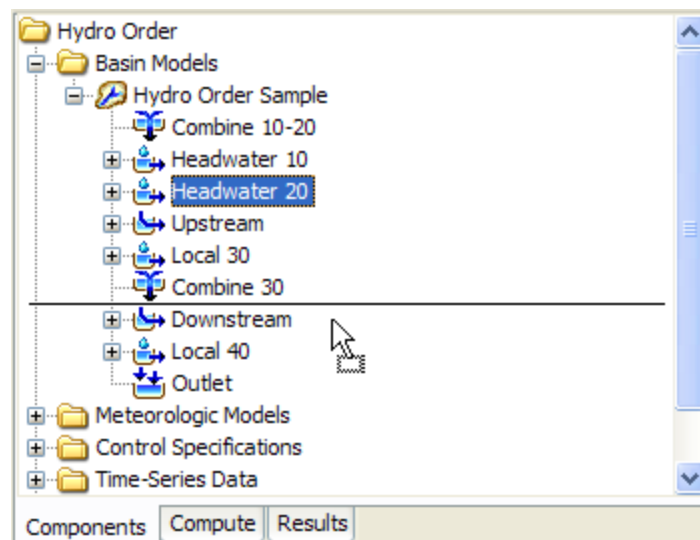 Hydro Order
Basin Models
Hydro Order Sample
Combine 10-20
Headwater 10
Headwater 20
Upstream
Local 30
Combine 30
Downstream
Local 40
Outlet
Meteorologic Models
Control Specifications
Time-Series Data
Components Compute Results